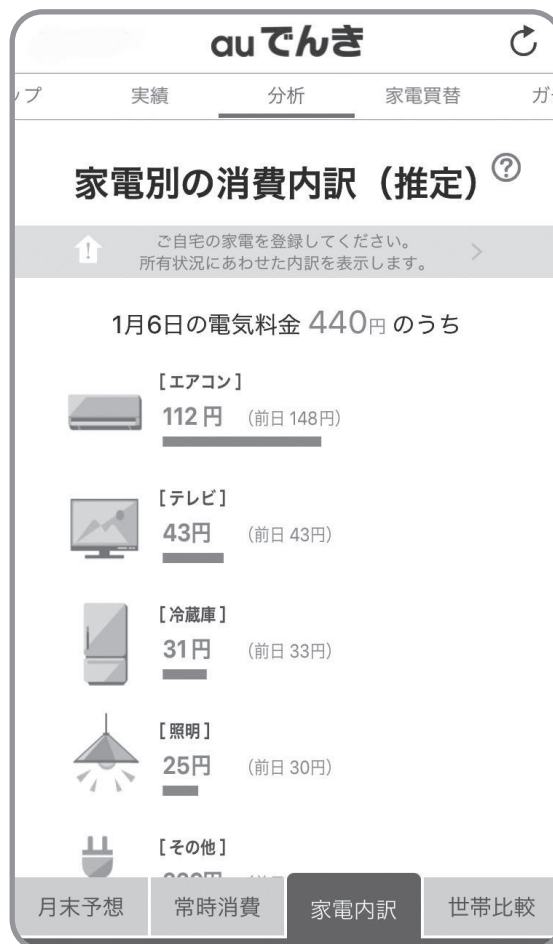 auでんき
ップ 実績 分析 家電買替 ガ
家電別の消費内訳（推定） ?
ご自宅の家電を登録してください。
所有状況にあわせた内訳を表示します。
1月6日の電気料金 440円 のうち
[エアコン]
112円 （前日 148円）
[テレビ]
43円 （前日 43円）
[冷蔵庫]
31円 （前日 33円）
[照明]
25円 （前日 30円）
[その他]
月末予想 常時消費 家電内訳 世帯比較